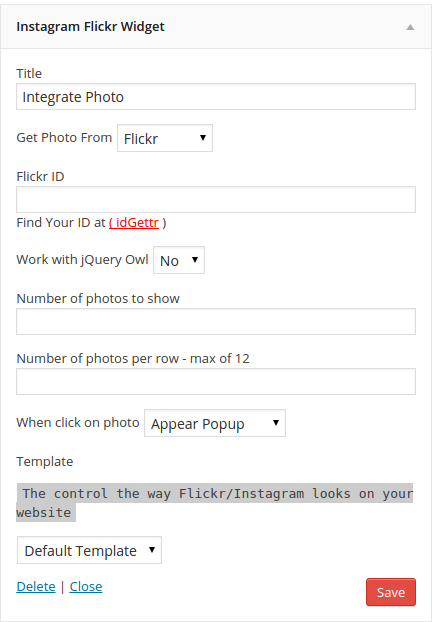 Instagram Flickr Widget
Title
Integrate Photo
Get Photo From Flickr
Flickr ID
Find Your ID at ( idGettr )
Work with jQuery Owl No
Number of photos to show
Number of photos per row - max of 12
When click on photo Appear Popup
Template
The control the way Flickr/Instagram looks on your
website
Default Template
Delete | Close
Save